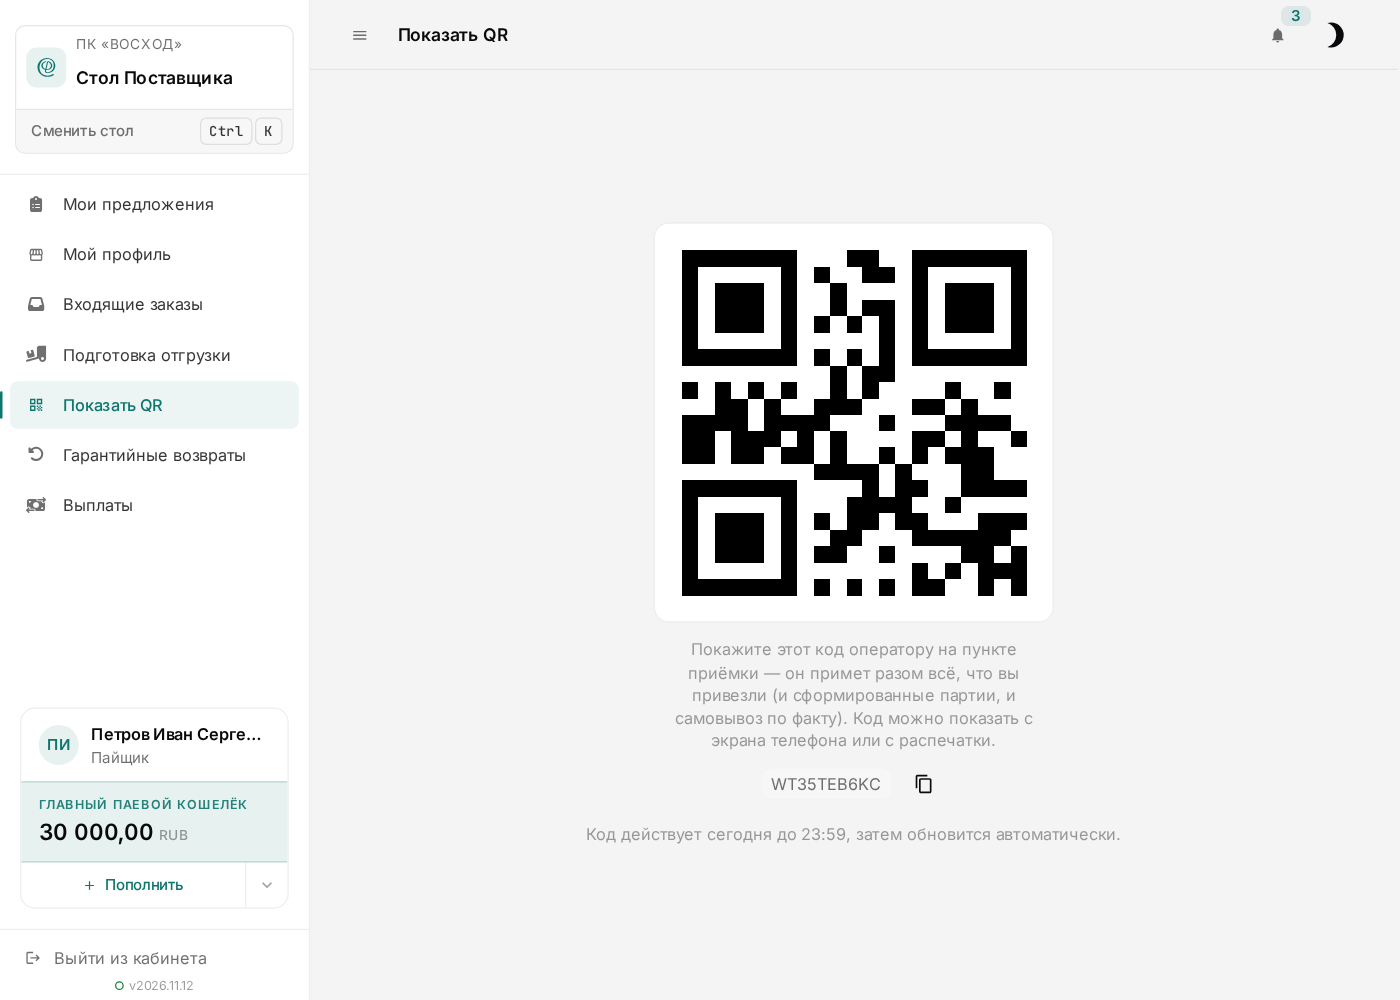 ПК «ВОСХОД»
Стол Поставщика
Сменить стол Ctrl K
Мои предложения
Мой профиль
Входящие заказы
Подготовка отгрузки
Показать QR
Гарантийные возвраты
Выплаты
ПИ
Петров Иван Серге...
Пайщик
ГЛАВНЫЙ ПАЕВОЙ КОШЕЛЁК
30 000,00 RUB
+ Пополнить
Выйти из кабинета
v2026.11.12
Показать QR
3
Покажите этот код оператору на пункте
приёмки — он примет разом всё, что вы
привезли (и сформированные партии, и
самовывоз по факту). Код можно показать с
экрана телефона или с распечатки.
WT35TEB6KC
Код действует сегодня до 23:59, затем обновится автоматически.